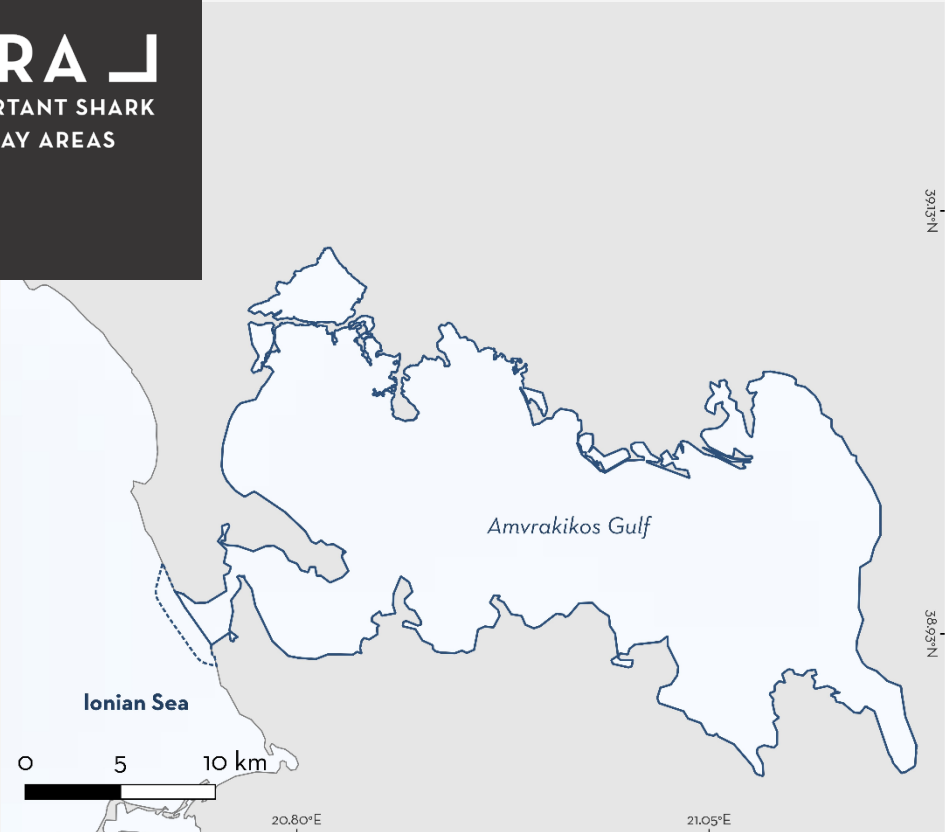 RA
RTANT SHARK
AY AREAS
39.13°N
Amvrakikos Gulf
38.93°N
Ionian Sea
0 5 10 km
20.80°E 21.05°E